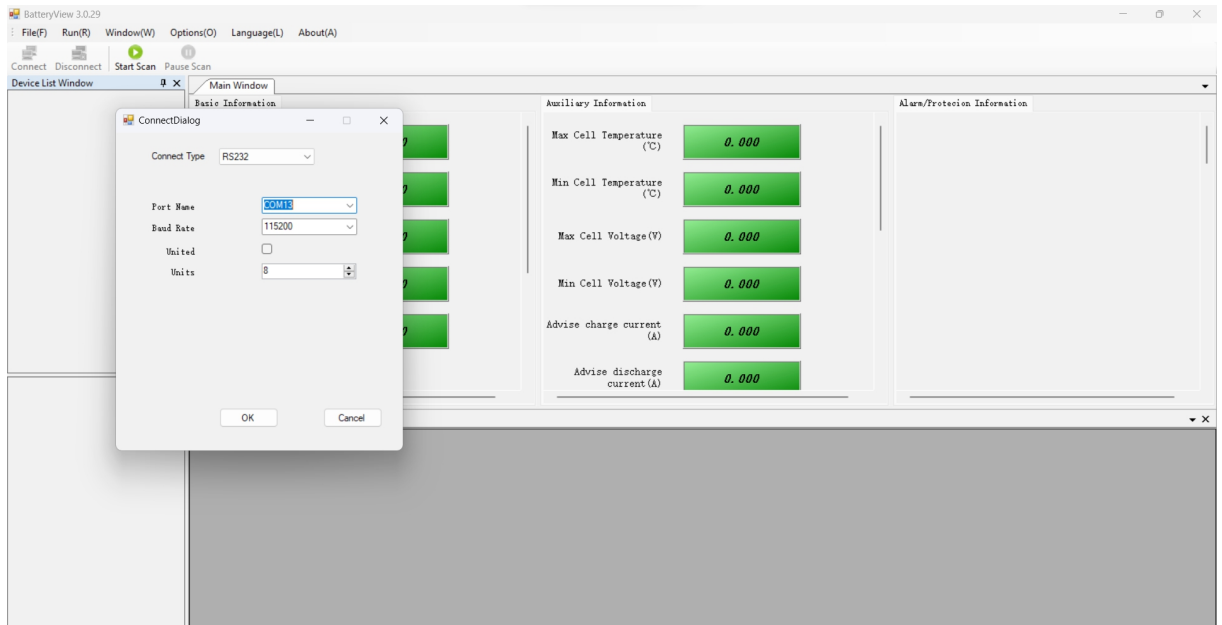 BatteryView 3.0.29
File(F) Run(R) Window(W) Options(O) Language(L) About(A)
Connect Disconnect Start Scan Pause Scan
Device List Window
Main Window
Basic Information
Auxiliary Information
Alarm/Protecion Information
ConnectDialog
Connect Type RS232
Port Name COM13
Baud Rate 115200
United
Units 8
OK Cancel
Max Cell Temperature
(℃)
0.000
Min Cell Temperature
(℃)
0.000
Max Cell Voltage(V) 0.000
Min Cell Voltage(V) 0.000
Advise charge current
(A)
0.000
Advise discharge
current(A)
0.000